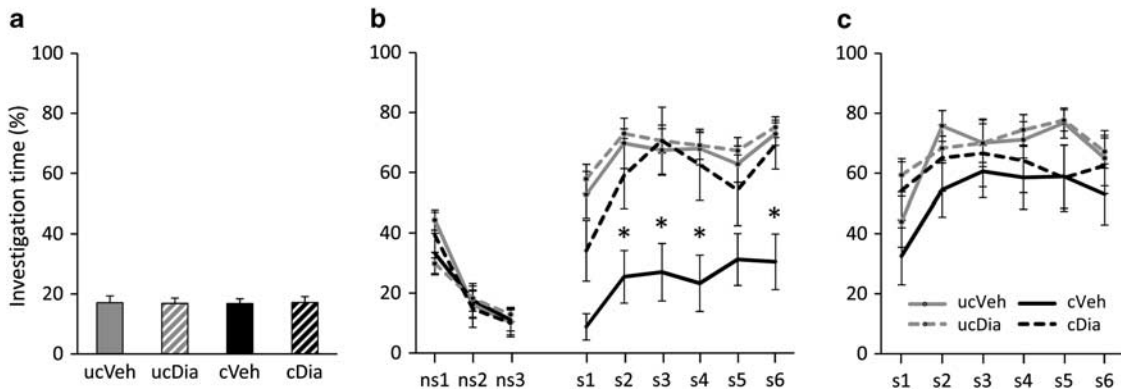 a
Investigation time (%)
100
80
60
40
20
0
ucVeh ucDia cVeh cDia
b
100
80
60
40
20
0
* * * *
ns1 ns2 ns3 s1 s2 s3 s4 s5 s6
c
100
80
60
40
20
0
ucVeh cVeh
ucDia cDia
s1 s2 s3 s4 s5 s6